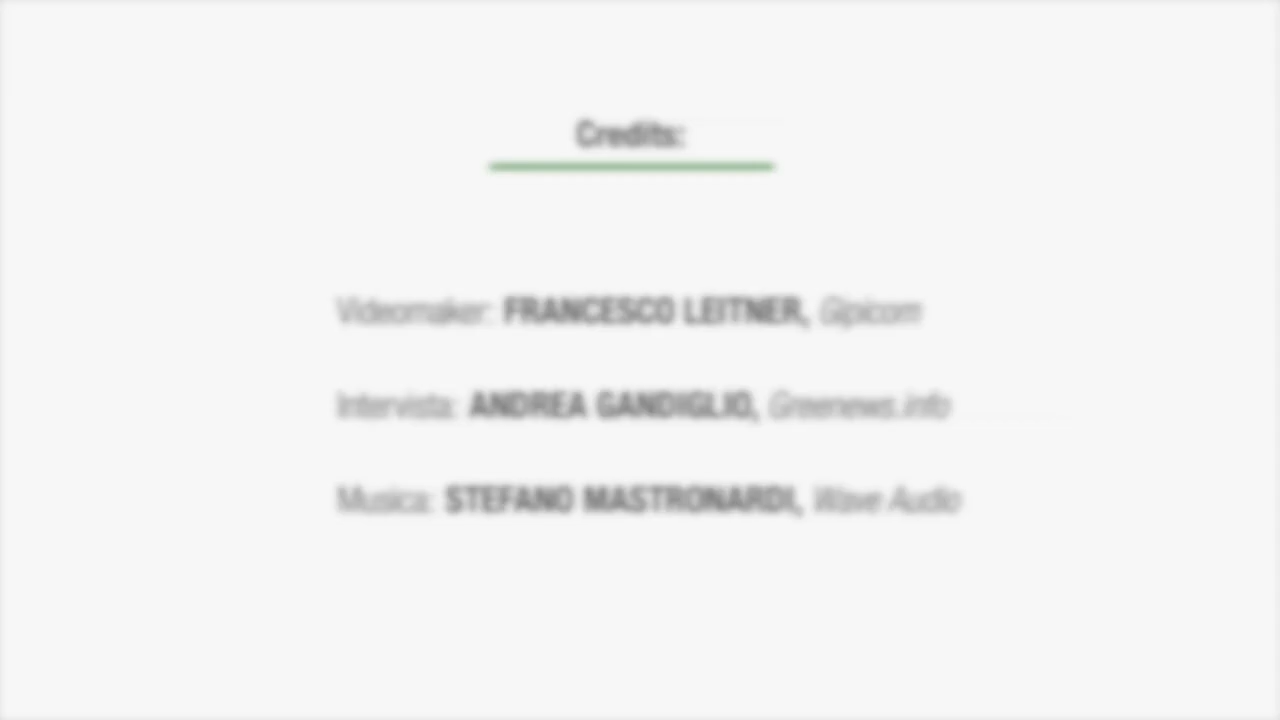 Credits:
Videomaker: FRANCESCO LEITNER, Gipicom
Intervista: ANDREA GANDIGLIO, Greenews.info
Musica: STEFANO MASTRONARDI, Wave Audio